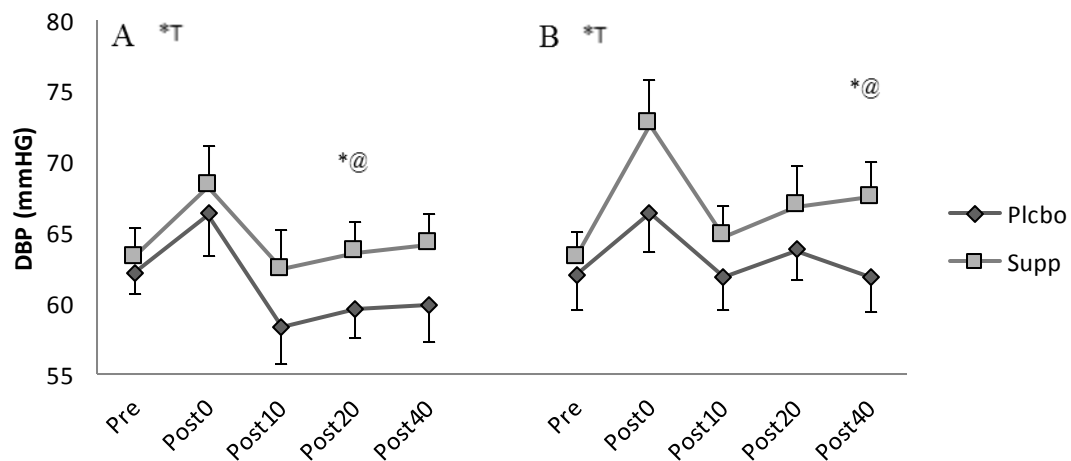 80
75
70
65
60
55
DBP (mmHG)
A *T
*@
Pre
Post0
Post10
Post20
Post40
B *T
*@
Pre
Post0
Post10
Post20
Post40
Plcbo
Supp